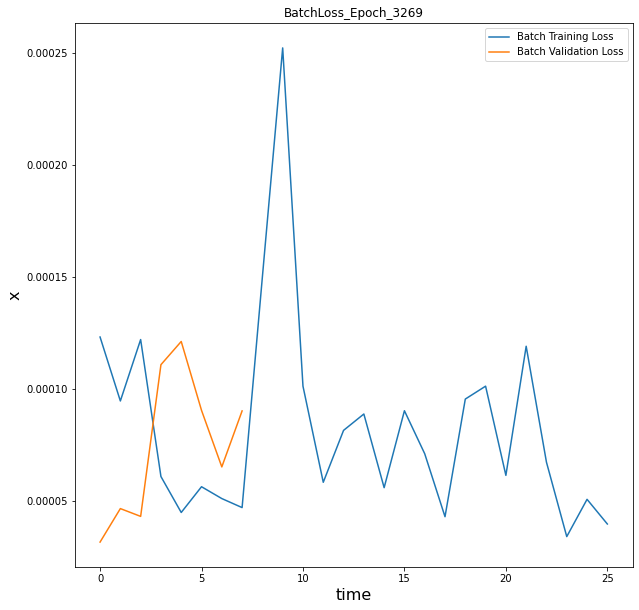 BatchLoss_Epoch_3269
Batch Training Loss
Batch Validation Loss
0.00025
0.00020
0.00015
0.00010
0.00005
x
0 5 10 15 20 25
time